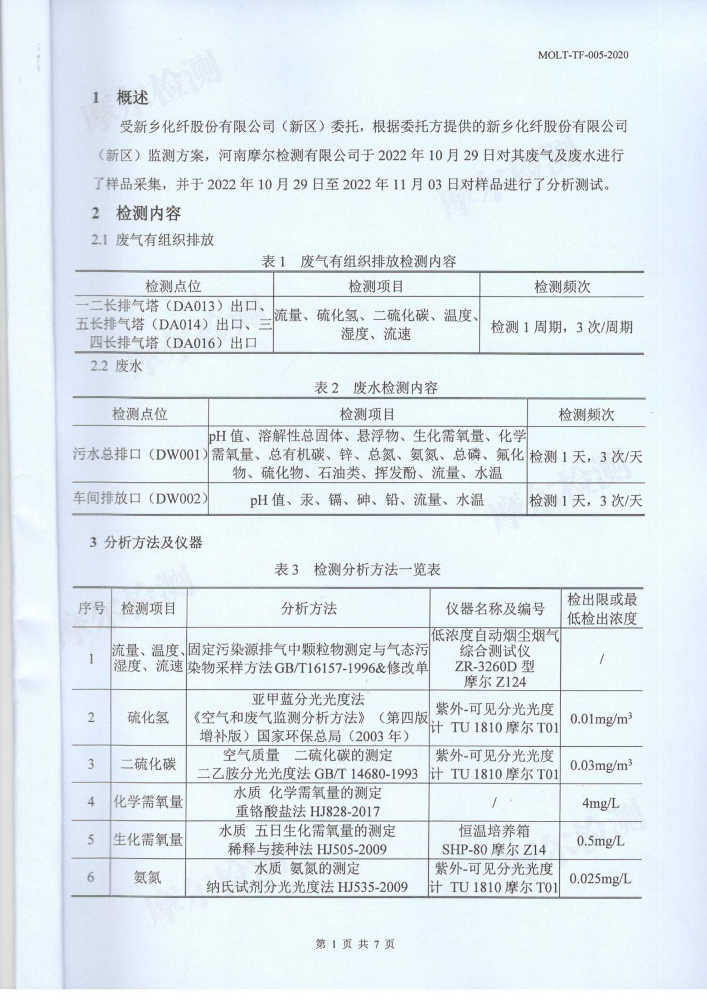 MOLT-TF-005-2020
1 概述
受新乡化纤股份有限公司（新区）委托，根据委托方提供的新乡化纤股份有限公司
（新区）监测方案，河南摩尔检测有限公司于 2022 年 10 月 29 日对其废气及废水进行
了样品采集，并于 2022 年 10 月 29 日至 2022 年 11 月 03 日对样品进行了分析测试。
2 检测内容
2.1 废气有组织排放
表 1 废气有组织排放检测内容
检测点位 检测项目 检测频次
一二长排气塔（DA013）出口、
五长排气塔（DA014）出口、三
四长排气塔（DA016）出口
流量、硫化氢、二硫化碳、温度、
湿度、流速
检测 1 周期，3 次/周期
2.2 废水
表 2 废水检测内容
检测点位 检测项目 检测频次
污水总排口（DW001）
pH 值、溶解性总固体、悬浮物、生化需氧量、化学
需氧量、总有机碳、锌、总氮、氨氮、总磷、氟化
物、硫化物、石油类、挥发酚、流量、水温
检测 1 天，3 次/天
车间排放口（DW002） pH 值、汞、镉、砷、铅、流量、水温 检测 1 天，3 次/天
3 分析方法及仪器
表 3 检测分析方法一览表
序号 检测项目 分析方法 仪器名称及编号
检出限或最
低检出浓度
1
流量、温度、
湿度、流速
固定污染源排气中颗粒物测定与气态污
染物采样方法GB/T16157-1996&修改单
低浓度自动烟尘烟气
综合测试仪
ZR-3260D 型
摩尔 Z124
/
2
硫化氢
亚甲蓝分光光度法
《空气和废气监测分析方法》（第四版
增补版）国家环保总局（2003 年）
紫外-可见分光光度
计 TU 1810 摩尔 T01
0.01mg/m³
3
二硫化碳
空气质量 二硫化碳的测定
二乙胺分光光度法 GB/T 14680-1993
紫外-可见分光光度
计 TU 1810 摩尔 T01
0.03mg/m³
4
化学需氧量
水质 化学需氧量的测定
重铬酸盐法 HJ828-2017
/
4mg/L
5
生化需氧量
水质 五日生化需氧量的测定
稀释与接种法 HJ505-2009
恒温培养箱
SHP-80 摩尔 Z14
0.5mg/L
6
氨氮
水质 氨氮的测定
纳氏试剂分光光度法 HJ535-2009
紫外-可见分光光度
计 TU 1810 摩尔 T01
0.025mg/L
第 1 页 共 7 页
摩尔检测
摩尔检测
摩尔检测
摩尔检测
摩尔检测
摩尔检测
摩尔检测